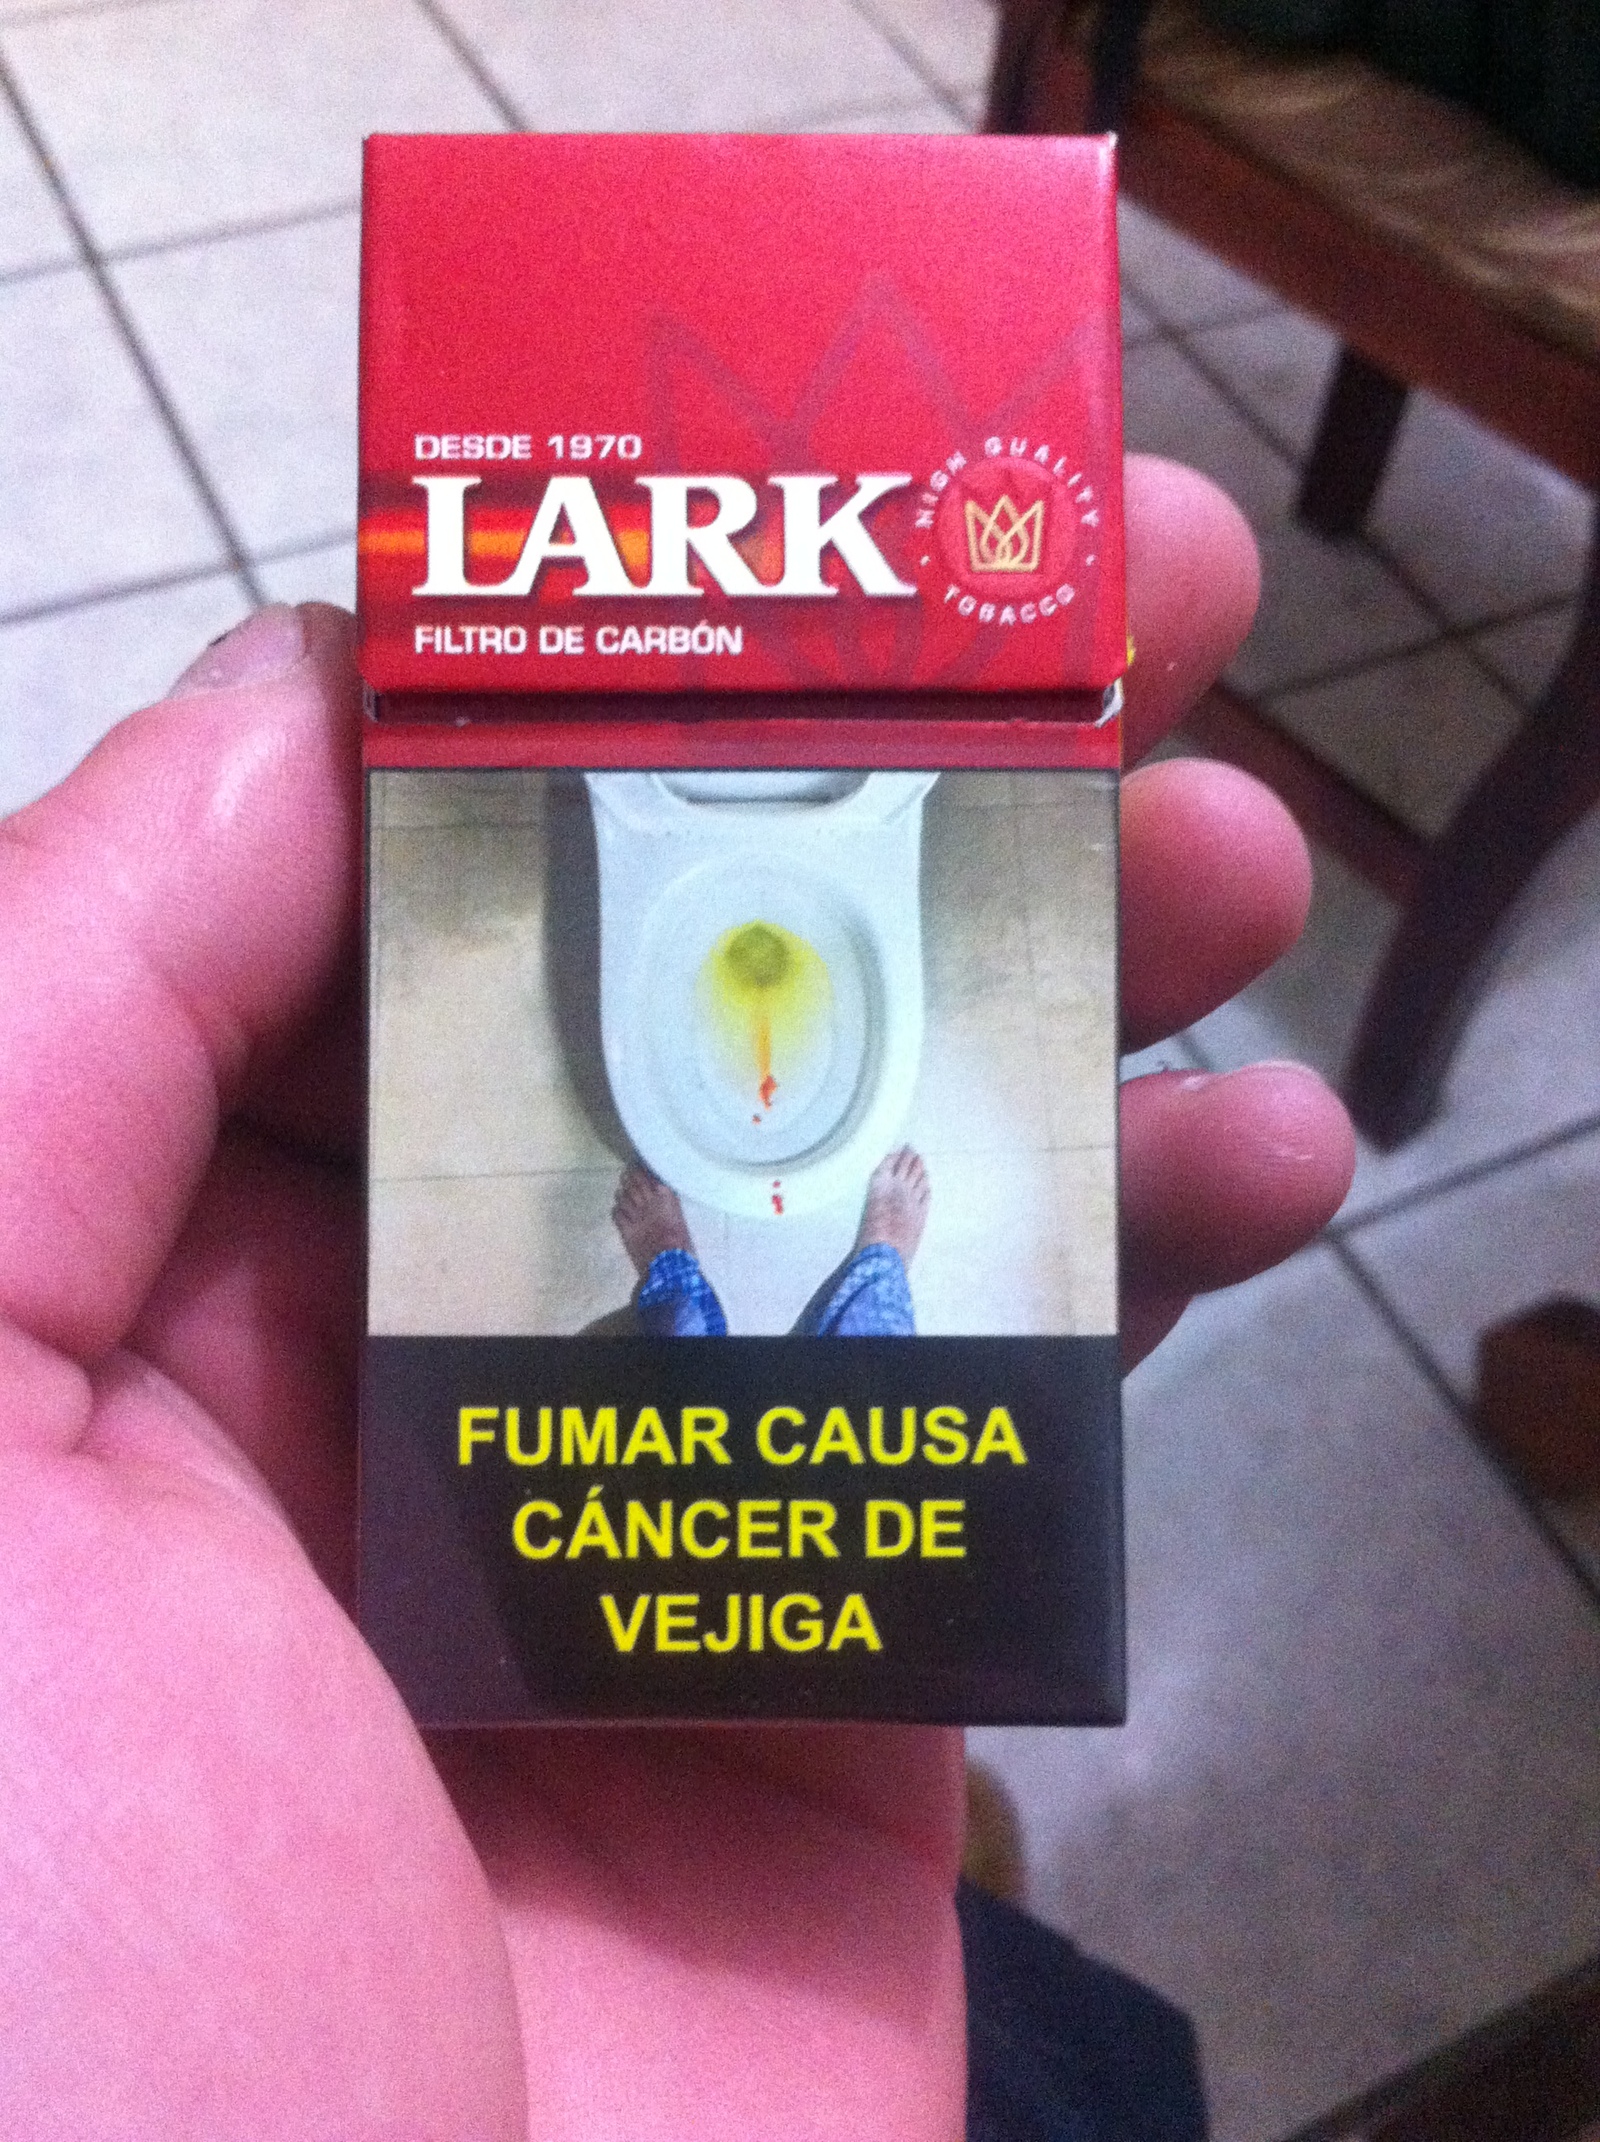 DESDE 1970
LARK
HIGH QUALITY
TOBACCO
FILTRO DE CARBÓN
FUMAR CAUSA
CÁNCER DE
VEJIGA